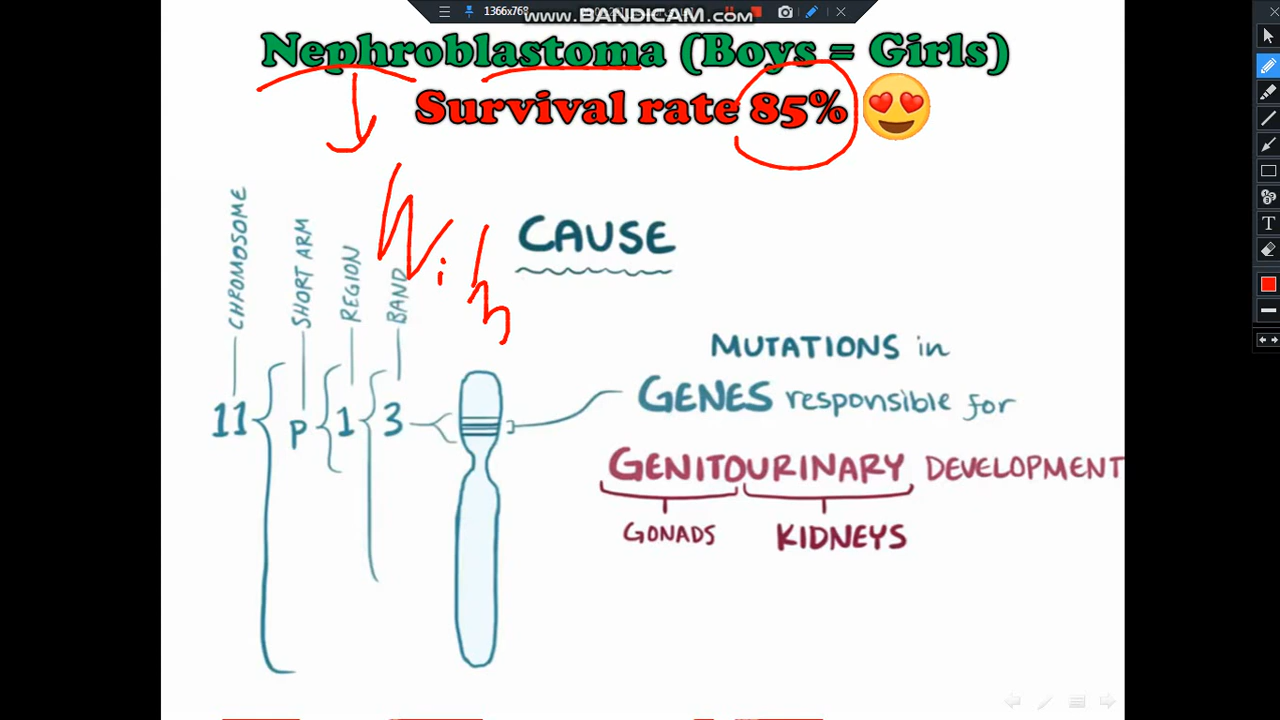 1366x768
www.BANDICAM.com
Nephroblastoma (Boys = Girls)
Survival rate 85%
CHROMOSOME
SHORT ARM
REGION
BAND
11 p 1 3
CAUSE
MUTATIONS in
GENES responsible for
GENITOURINARY DEVELOPMENT
GONADS KIDNEYS